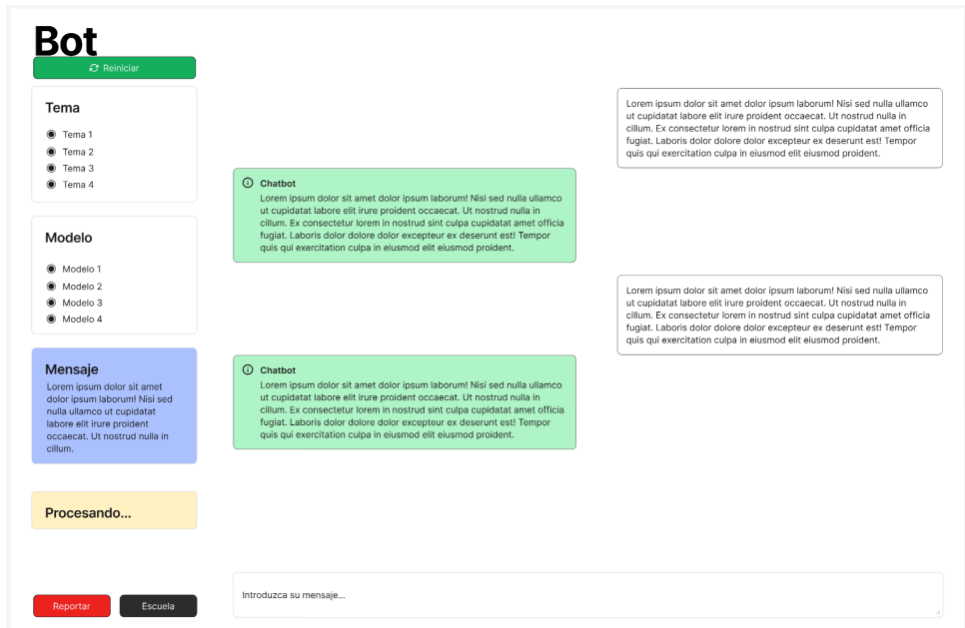 Bot
Reiniciar
Tema
Tema 1
Tema 2
Tema 3
Tema 4
Modelo
Modelo 1
Modelo 2
Modelo 3
Modelo 4
Mensaje
Lorem ipsum dolor sit amet
dolor ipsum laborum! Nisi sed
nulla ullamco ut cupidatat
labore elit irure proident
occaecat. Ut nostrud nulla in
cillum.
Procesando...
Reportar
Escuela
Lorem ipsum dolor sit amet dolor ipsum laborum! Nisi sed nulla ullamco
ut cupidatat labore elit irure proident occaecat. Ut nostrud nulla in
cillum. Ex consectetur lorem in nostrud sint culpa cupidatat amet officia
fugiat. Laboris dolor dolore dolor excepteur ex deserunt est! Tempor
quis qui exercitation culpa in eiusmod elit eiusmod proident.
Chatbot
Lorem ipsum dolor sit amet dolor ipsum laborum! Nisi sed nulla ullamco
ut cupidatat labore elit irure proident occaecat. Ut nostrud nulla in
cillum. Ex consectetur lorem in nostrud sint culpa cupidatat amet officia
fugiat. Laboris dolor dolore dolor excepteur ex deserunt est! Tempor
quis qui exercitation culpa in eiusmod elit eiusmod proident.
Lorem ipsum dolor sit amet dolor ipsum laborum! Nisi sed nulla ullamco
ut cupidatat labore elit irure proident occaecat. Ut nostrud nulla in
cillum. Ex consectetur lorem in nostrud sint culpa cupidatat amet officia
fugiat. Laboris dolor dolore dolor excepteur ex deserunt est! Tempor
quis qui exercitation culpa in eiusmod elit eiusmod proident.
Chatbot
Lorem ipsum dolor sit amet dolor ipsum laborum! Nisi sed nulla ullamco
ut cupidatat labore elit irure proident occaecat. Ut nostrud nulla in
cillum. Ex consectetur lorem in nostrud sint culpa cupidatat amet officia
fugiat. Laboris dolor dolore dolor excepteur ex deserunt est! Tempor
quis qui exercitation culpa in eiusmod elit eiusmod proident.
Introduzca su mensaje...